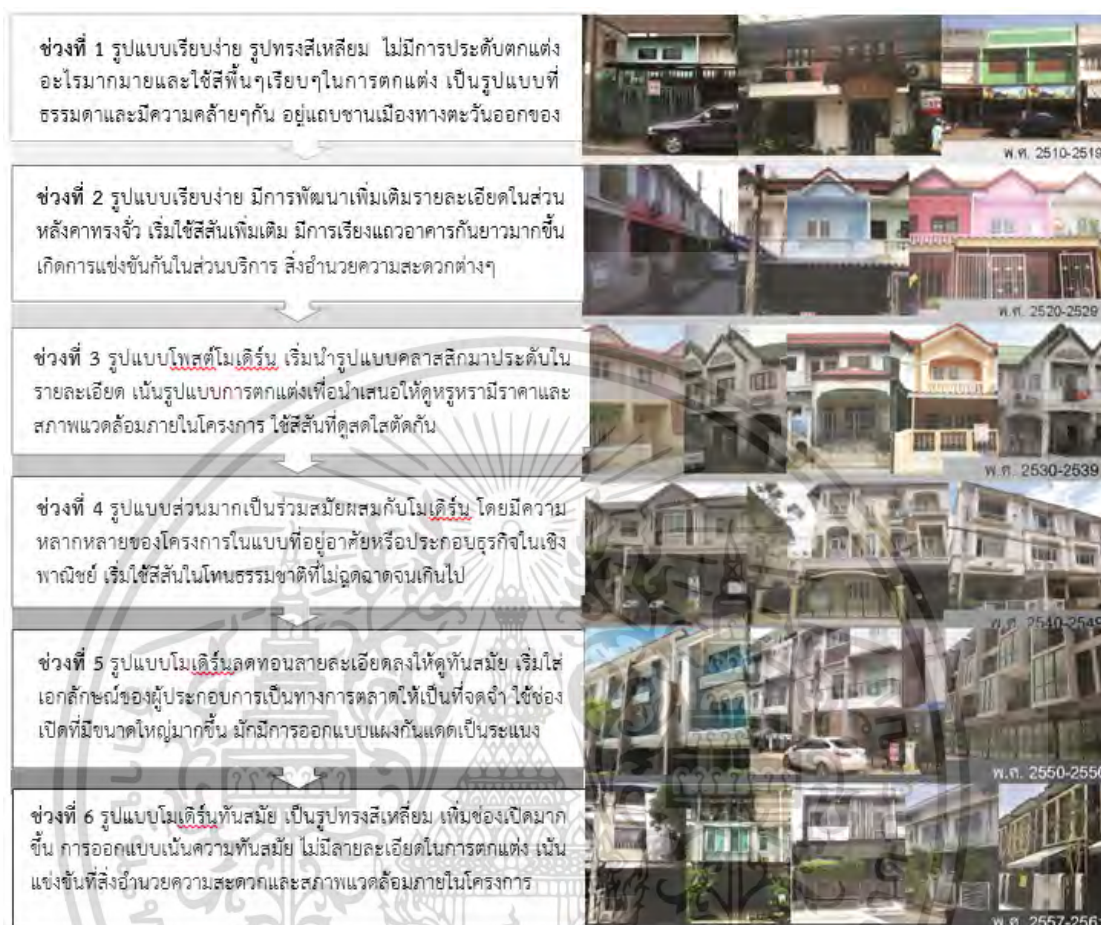 ช่วงที่ 1 รูปแบบเรียบง่าย รูปทรงสี่เหลี่ยม ไม่มีการประดับตกแต่ง
อะไรมากมายและใช้สีพื้นๆเรียบๆในการตกแต่ง เป็นรูปแบบที่
ธรรมดาและมีความคล้ายๆกัน อยู่แถบชานเมืองทางตะวันออกของ
พ.ศ. 2510-2519
ช่วงที่ 2 รูปแบบเรียบง่าย มีการพัฒนาเพิ่มเติมรายละเอียดในส่วน
หลังคาทรงจั่ว เริ่มใช้สีสันเพิ่มเติม มีการเรียงแถวอาคารกันยาวมากขึ้น
เกิดการแข่งขันกันในส่วนบริการ สิ่งอำนวยความสะดวกต่างๆ
พ.ศ. 2520-2529
ช่วงที่ 3 รูปแบบโพสต์โมเดิร์น เริ่มนำรูปแบบคลาสสิกมาประดับใน
รายละเอียด เน้นรูปแบบการตกแต่งเพื่อนำเสนอให้ดูหรูหรามีราคาและ
สภาพแวดล้อมภายในโครงการ ใช้สีสันที่ดูสดใสตัดกัน
พ.ศ. 2530-2539
ช่วงที่ 4 รูปแบบส่วนมากเป็นร่วมสมัยผสมกับโมเดิร์น โดยมีความ
หลากหลายของโครงการในแบบที่อยู่อาศัยหรือประกอบธุรกิจในเชิง
พาณิชย์ เริ่มใช้สีสันในโทนธรรมชาติที่ไม่ฉูดฉาดจนเกินไป
พ.ศ. 2540-2549
ช่วงที่ 5 รูปแบบโมเดิร์นลดทอนลายละเอียดลงให้ดูทันสมัย เริ่มใส่
เอกลักษณ์ของผู้ประกอบการเป็นทางการตลาดให้เป็นที่จดจำ ใช้ช่อง
เปิดที่มีขนาดใหญ่มากขึ้น มักมีการออกแบบแผงกันแดดเป็นระแนง
พ.ศ. 2550-2556
ช่วงที่ 6 รูปแบบโมเดิร์นทันสมัย เป็นรูปทรงสี่เหลี่ยม เพิ่มช่องเปิดมาก
ขึ้น การออกแบบเน้นความทันสมัย ไม่มีลายละเอียดในการตกแต่ง เน้น
แข่งขันที่สิ่งอำนวยความสะดวกและสภาพแวดล้อมภายในโครงการ
พ.ศ. 2557-2561